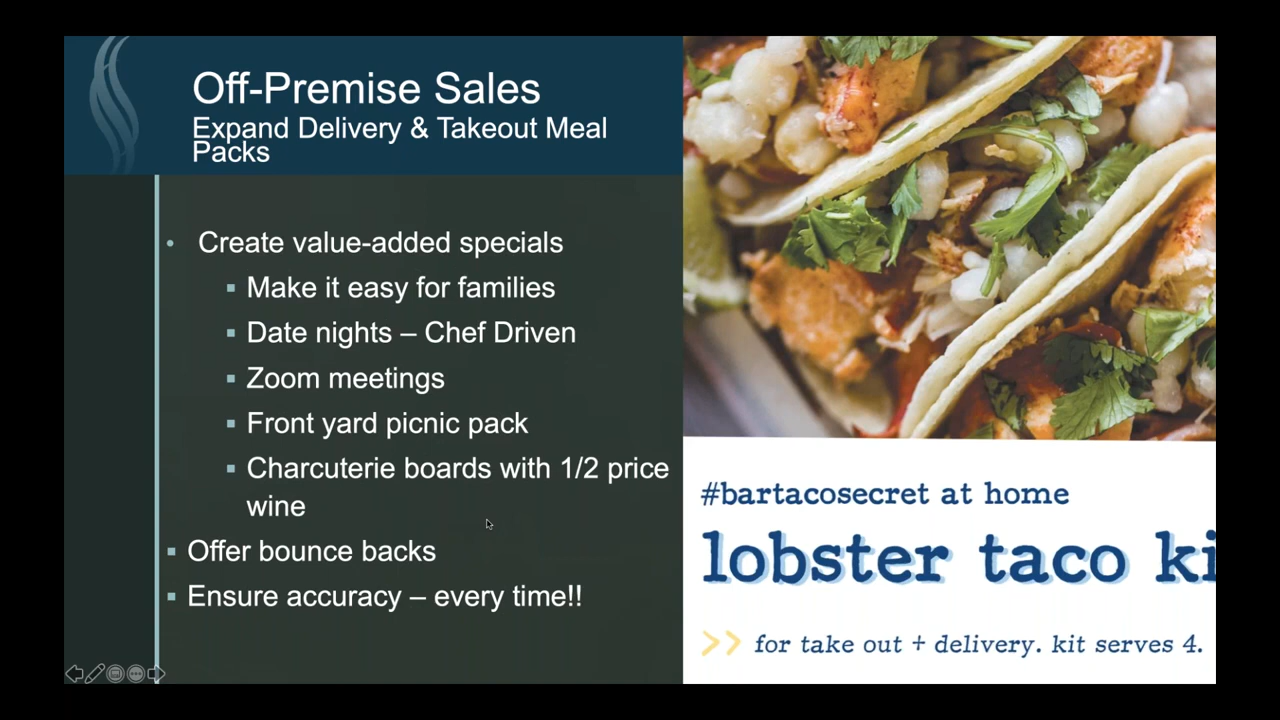 Off-Premise Sales
Expand Delivery & Takeout Meal
Packs
• Create value-added specials
▪ Make it easy for families
▪ Date nights – Chef Driven
▪ Zoom meetings
▪ Front yard picnic pack
▪ Charcuterie boards with 1/2 price
wine
▪ Offer bounce backs
▪ Ensure accuracy – every time!!
#bartacosecret at home
lobster taco ki
>> for take out + delivery. kit serves 4.